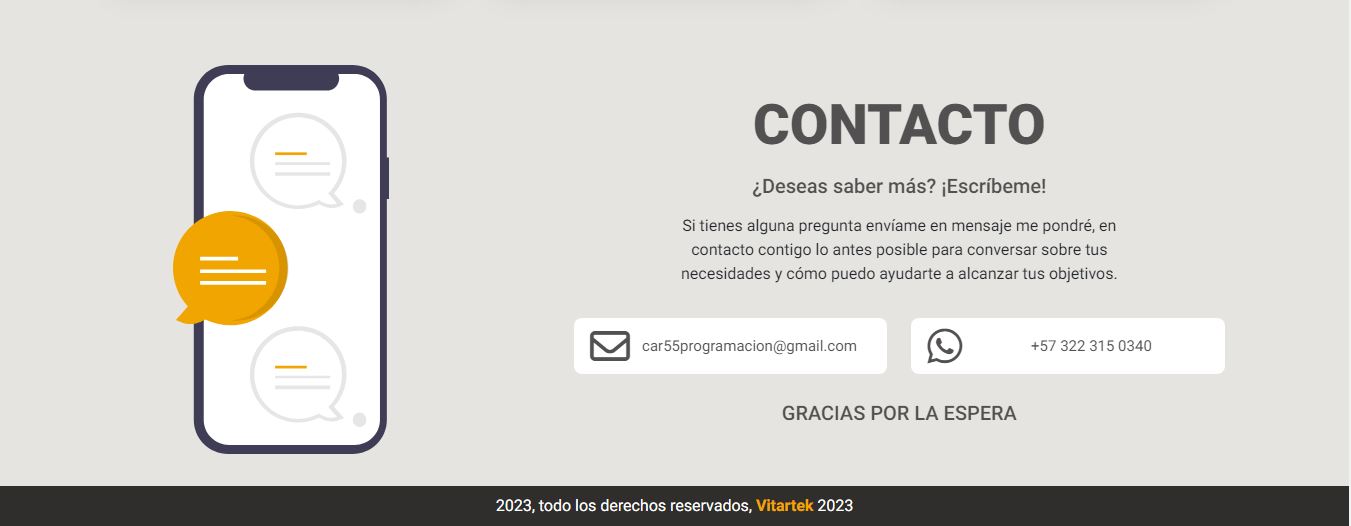 CONTACTO
¿Deseas saber más? ¡Escríbeme!
Si tienes alguna pregunta envíame en mensaje me pondré, en
contacto contigo lo antes posible para conversar sobre tus
necesidades y cómo puedo ayudarte a alcanzar tus objetivos.
car55programacion@gmail.com
+57 322 315 0340
GRACIAS POR LA ESPERA
2023, todo los derechos reservados, Vitartek 2023